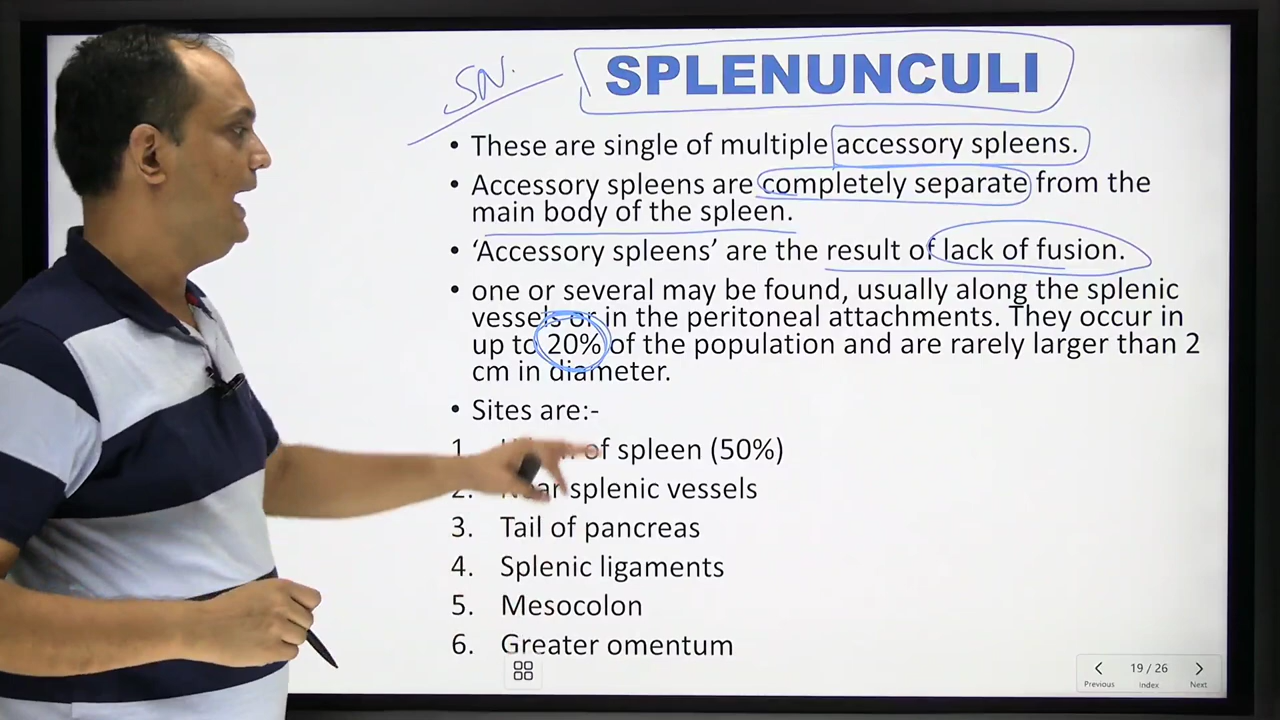 SN.
SPLENUNCULI
• These are single of multiple accessory spleens.
• Accessory spleens are completely separate from the
main body of the spleen.
• ‘Accessory spleens’ are the result of lack of fusion.
• one or several may be found, usually along the splenic
vessels or in the peritoneal attachments. They occur in
up to 20% of the population and are rarely larger than 2
cm in diameter.
• Sites are:-
1. of spleen (50%)
2. Near splenic vessels
3. Tail of pancreas
4. Splenic ligaments
5. Mesocolon
6. Greater omentum
19 / 26
Previous Index Next